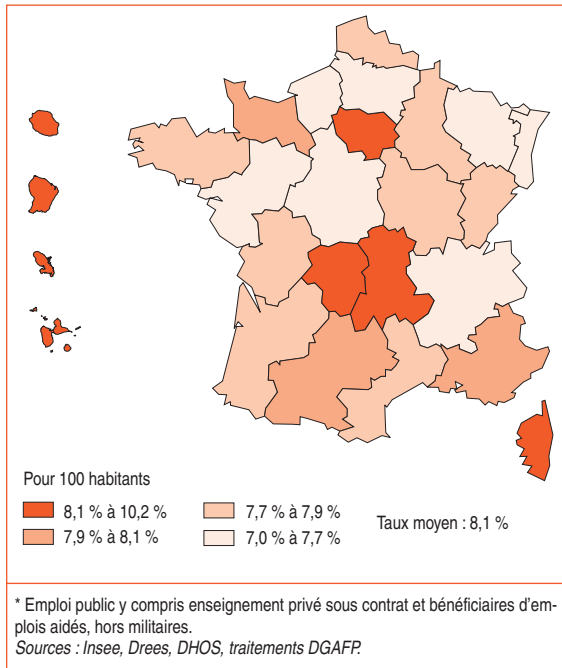 Pour 100 habitants
8,1 % à 10,2 %
7,9 % à 8,1 %
7,7 % à 7,9 %
7,0 % à 7,7 %
Taux moyen : 8,1 %
* Emploi public y compris enseignement privé sous contrat et bénéficiaires d'em-
plois aidés, hors militaires.
Sources : Insee, Drees, DHOS, traitements DGAFP.